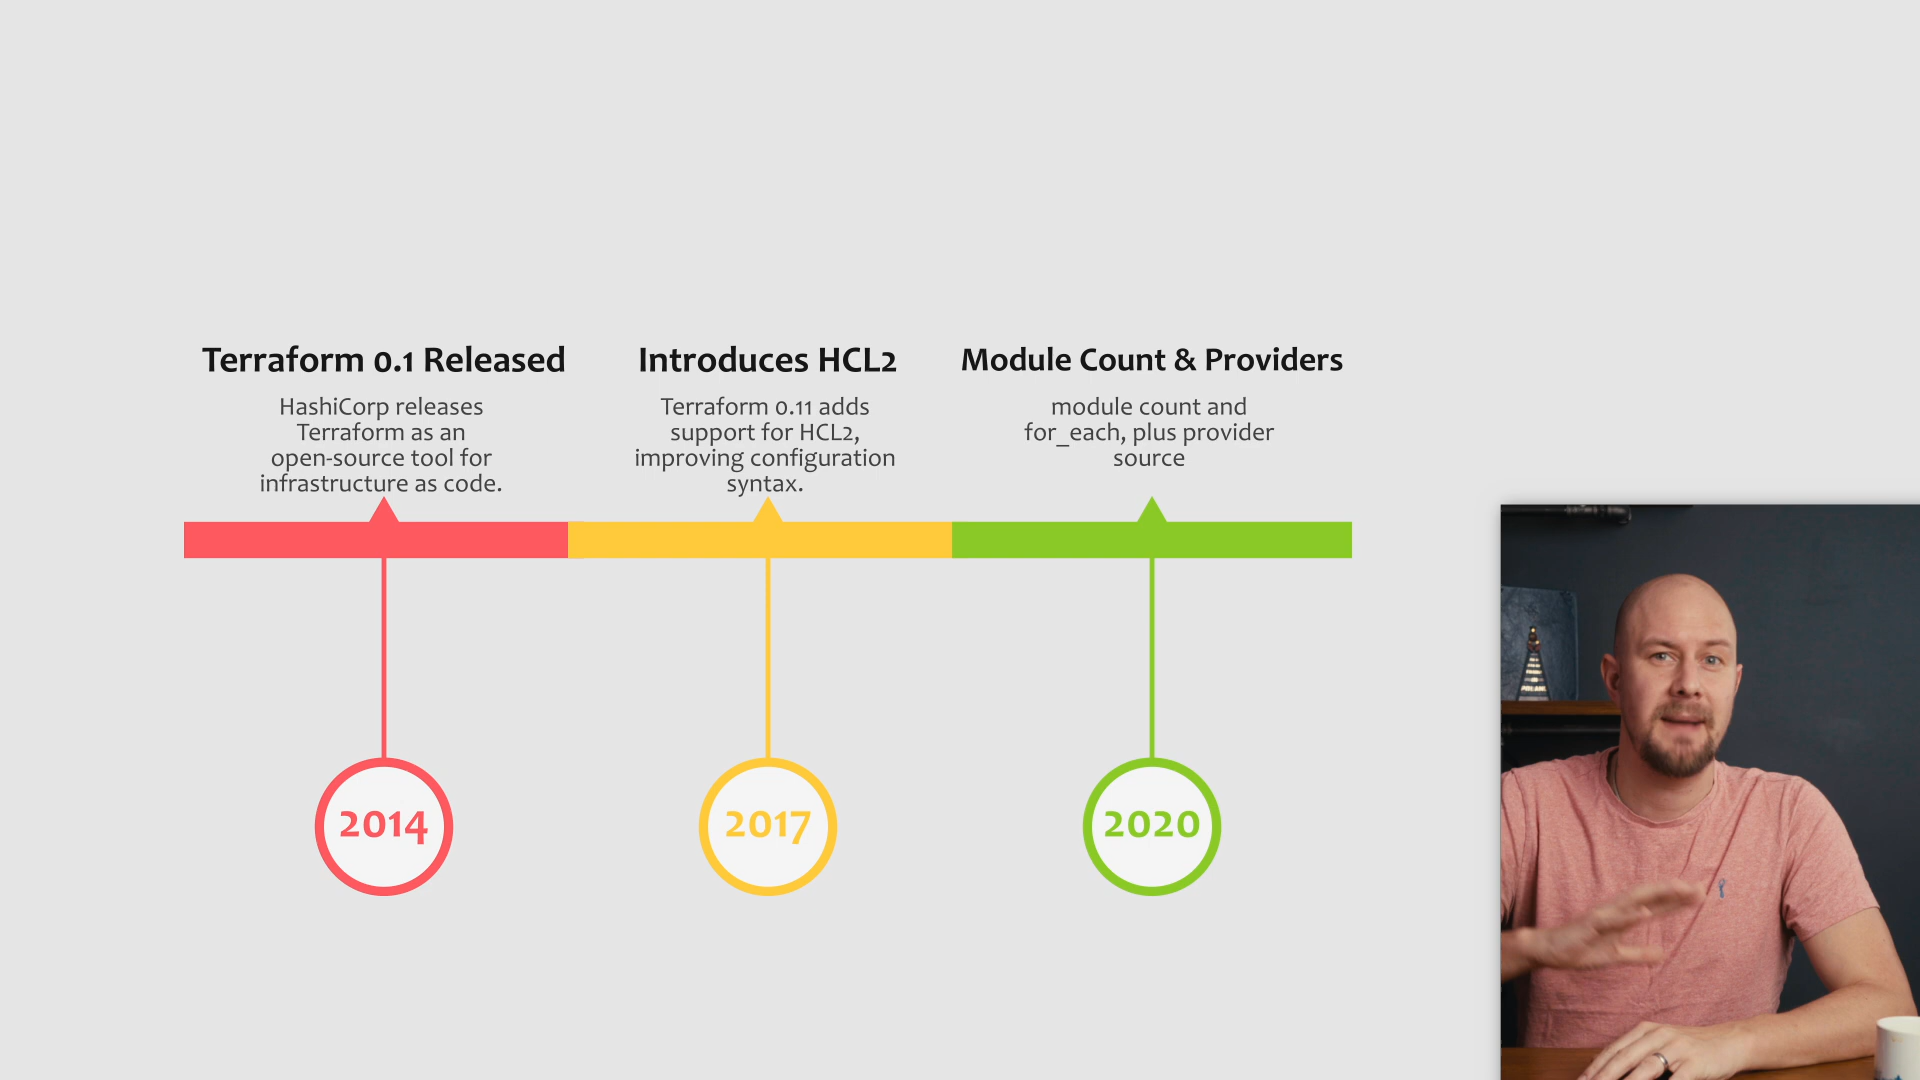 Terraform 0.1 Released
HashiCorp releases
Terraform as an
open-source tool for
infrastructure as code.
Introduces HCL2
Terraform 0.11 adds
support for HCL2,
improving configuration
syntax.
Module Count & Providers
module count and
for_each, plus provider
source
2014
2017
2020